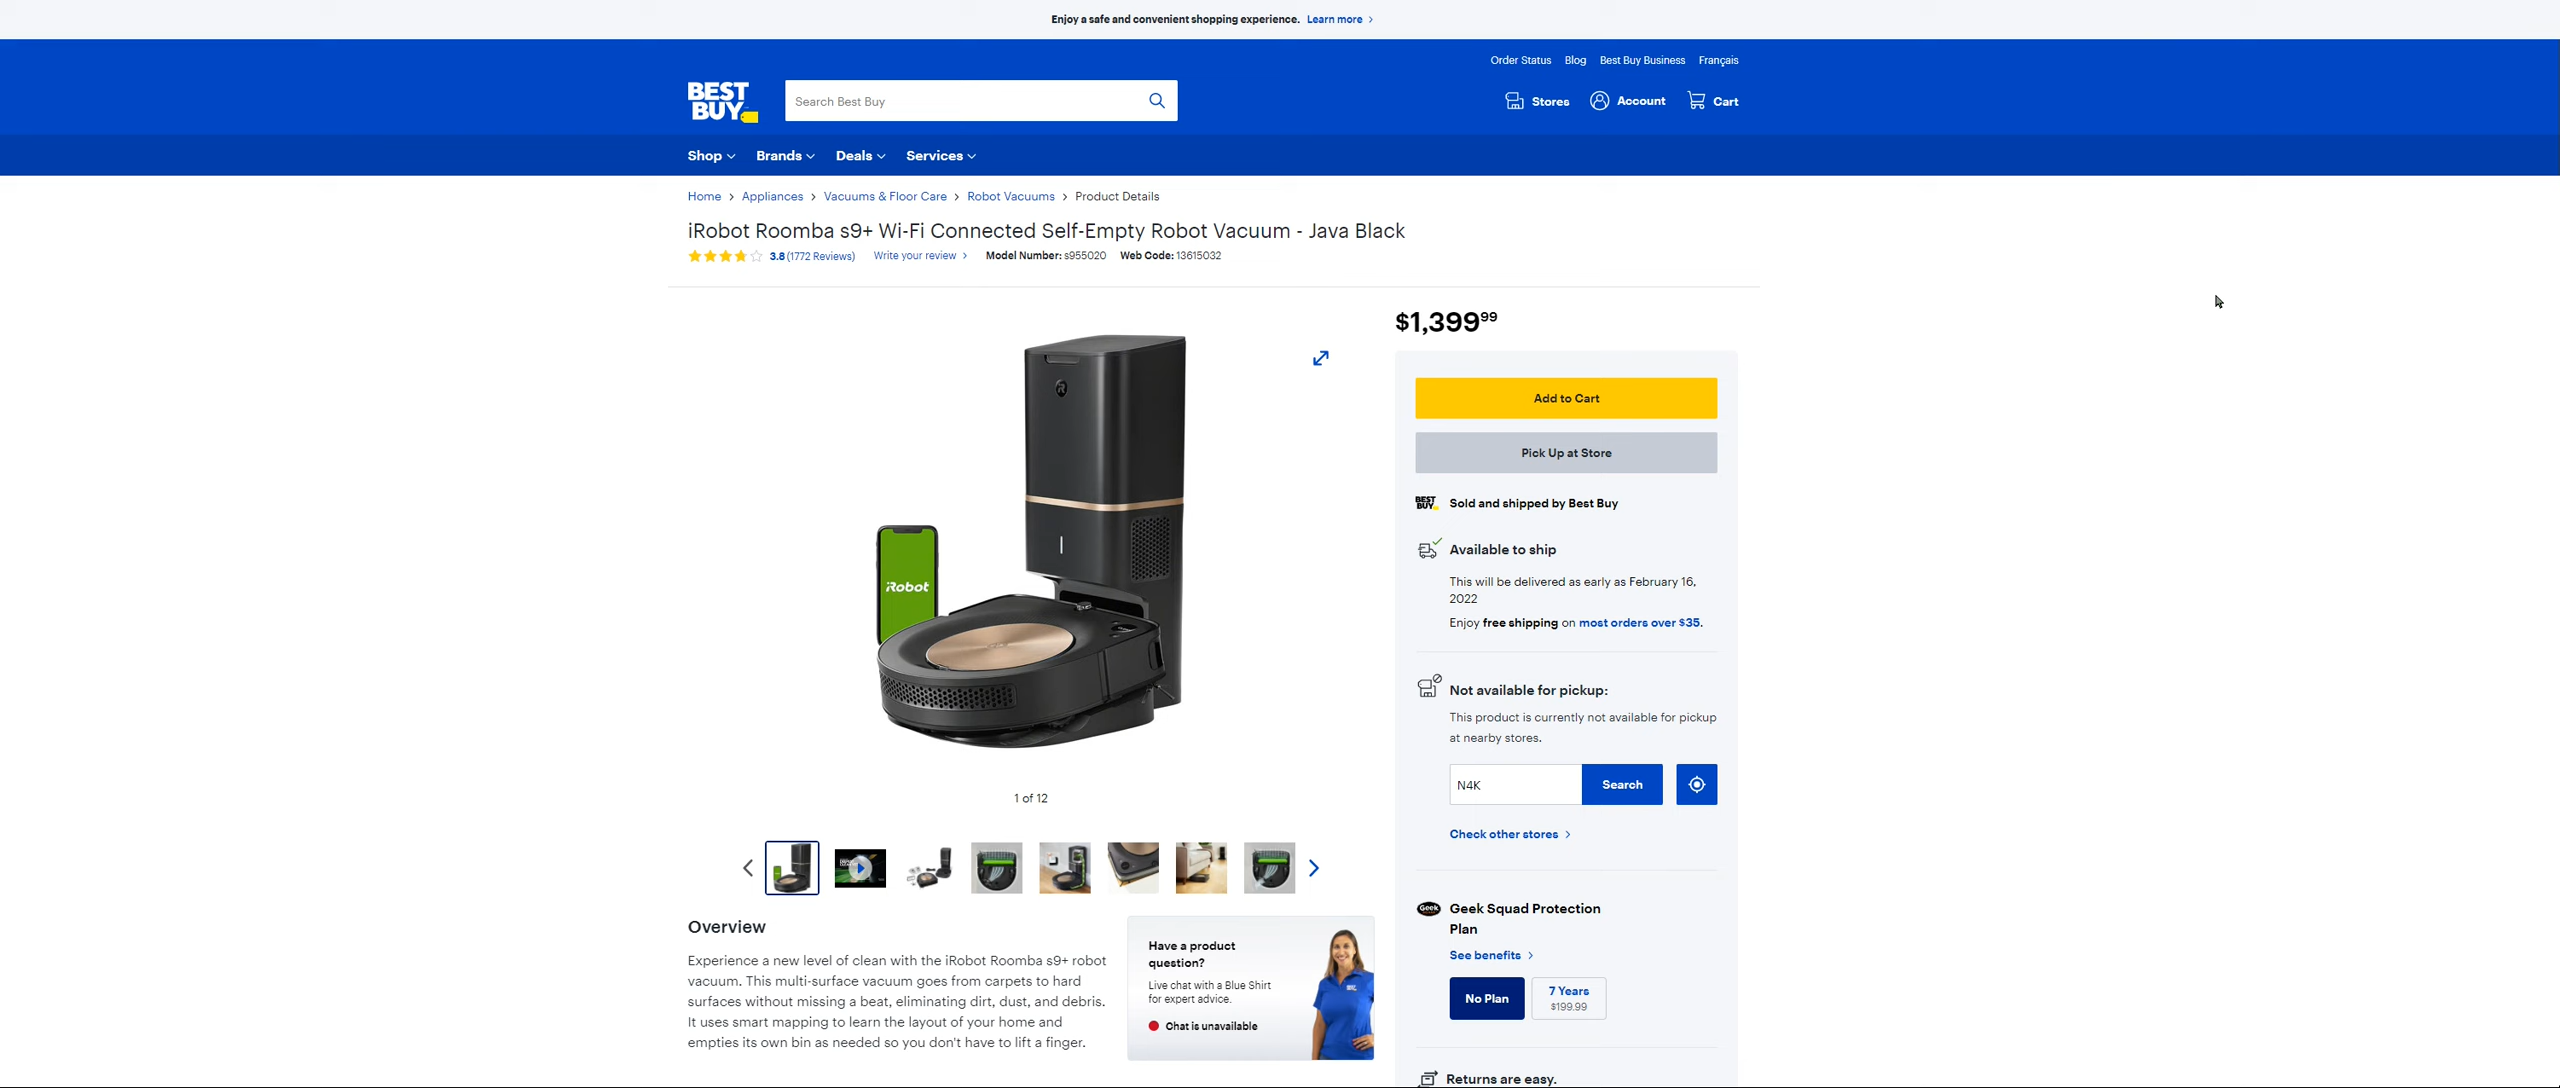 Enjoy a safe and convenient shopping experience. Learn more
Order Status Blog Best Buy Business Français
BEST BUY
Search Best Buy
Stores Account Cart
Shop Brands Deals Services
Home > Appliances > Vacuums & Floor Care > Robot Vacuums > Product Details
iRobot Roomba s9+ Wi-Fi Connected Self-Empty Robot Vacuum - Java Black
3.8 (1772 Reviews) Write your review Model Number: s955020 Web Code: 13615032
$1,399.99
iRobot
1 of 12
Add to Cart
Pick Up at Store
BEST BUY
Sold and shipped by Best Buy
Available to ship
This will be delivered as early as February 16,
2022
Enjoy free shipping on most orders over $35.
Not available for pickup:
This product is currently not available for pickup
at nearby stores.
N4K
Search
Check other stores
Geek
Geek Squad Protection
Plan
See benefits
No Plan
7 Years
$199.99
Returns are easy.
Overview
Experience a new level of clean with the iRobot Roomba s9+ robot
vacuum. This multi-surface vacuum goes from carpets to hard
surfaces without missing a beat, eliminating dirt, dust, and debris.
It uses smart mapping to learn the layout of your home and
empties its own bin as needed so you don't have to lift a finger.
Have a product
question?
Live chat with a Blue Shirt
for expert advice.
Chat is unavailable